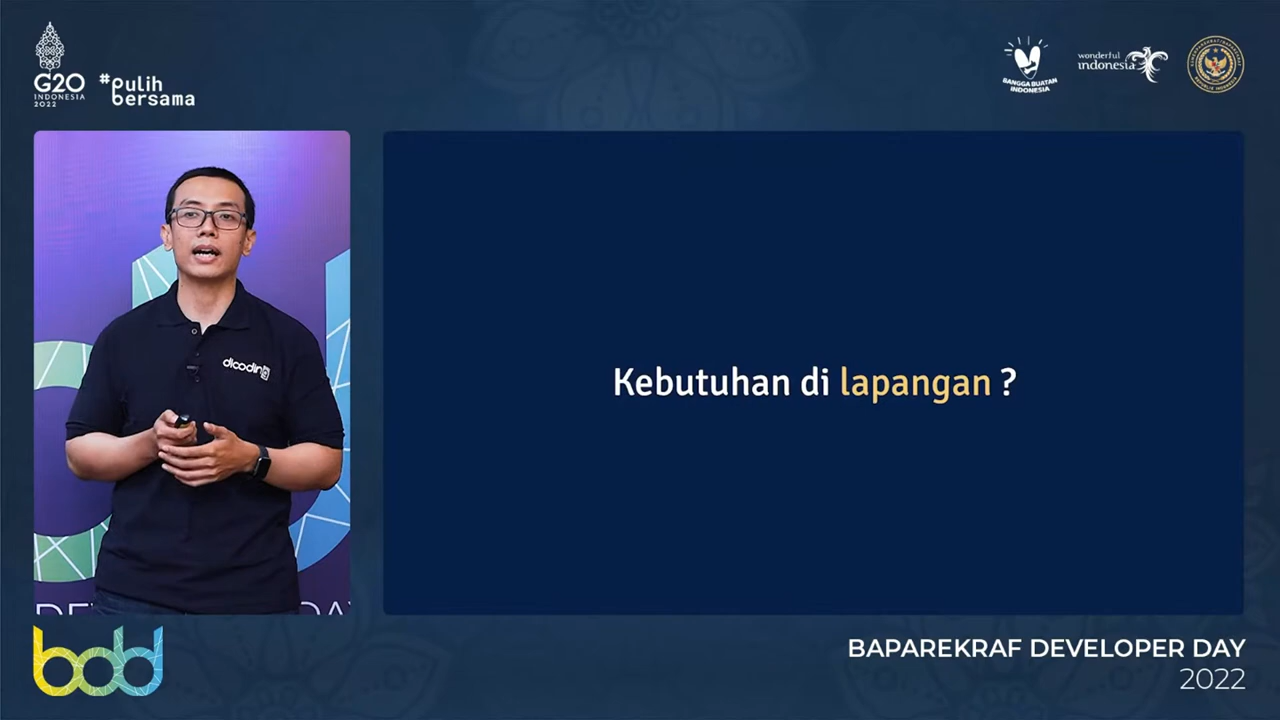 G20
INDONESIA
2022
#pulih
bersama
BANGGA BUATAN
INDONESIA
wonderful
indonesia
dicoding
Kebutuhan di lapangan ?
bdd
BAPAREKRAF DEVELOPER DAY
2022